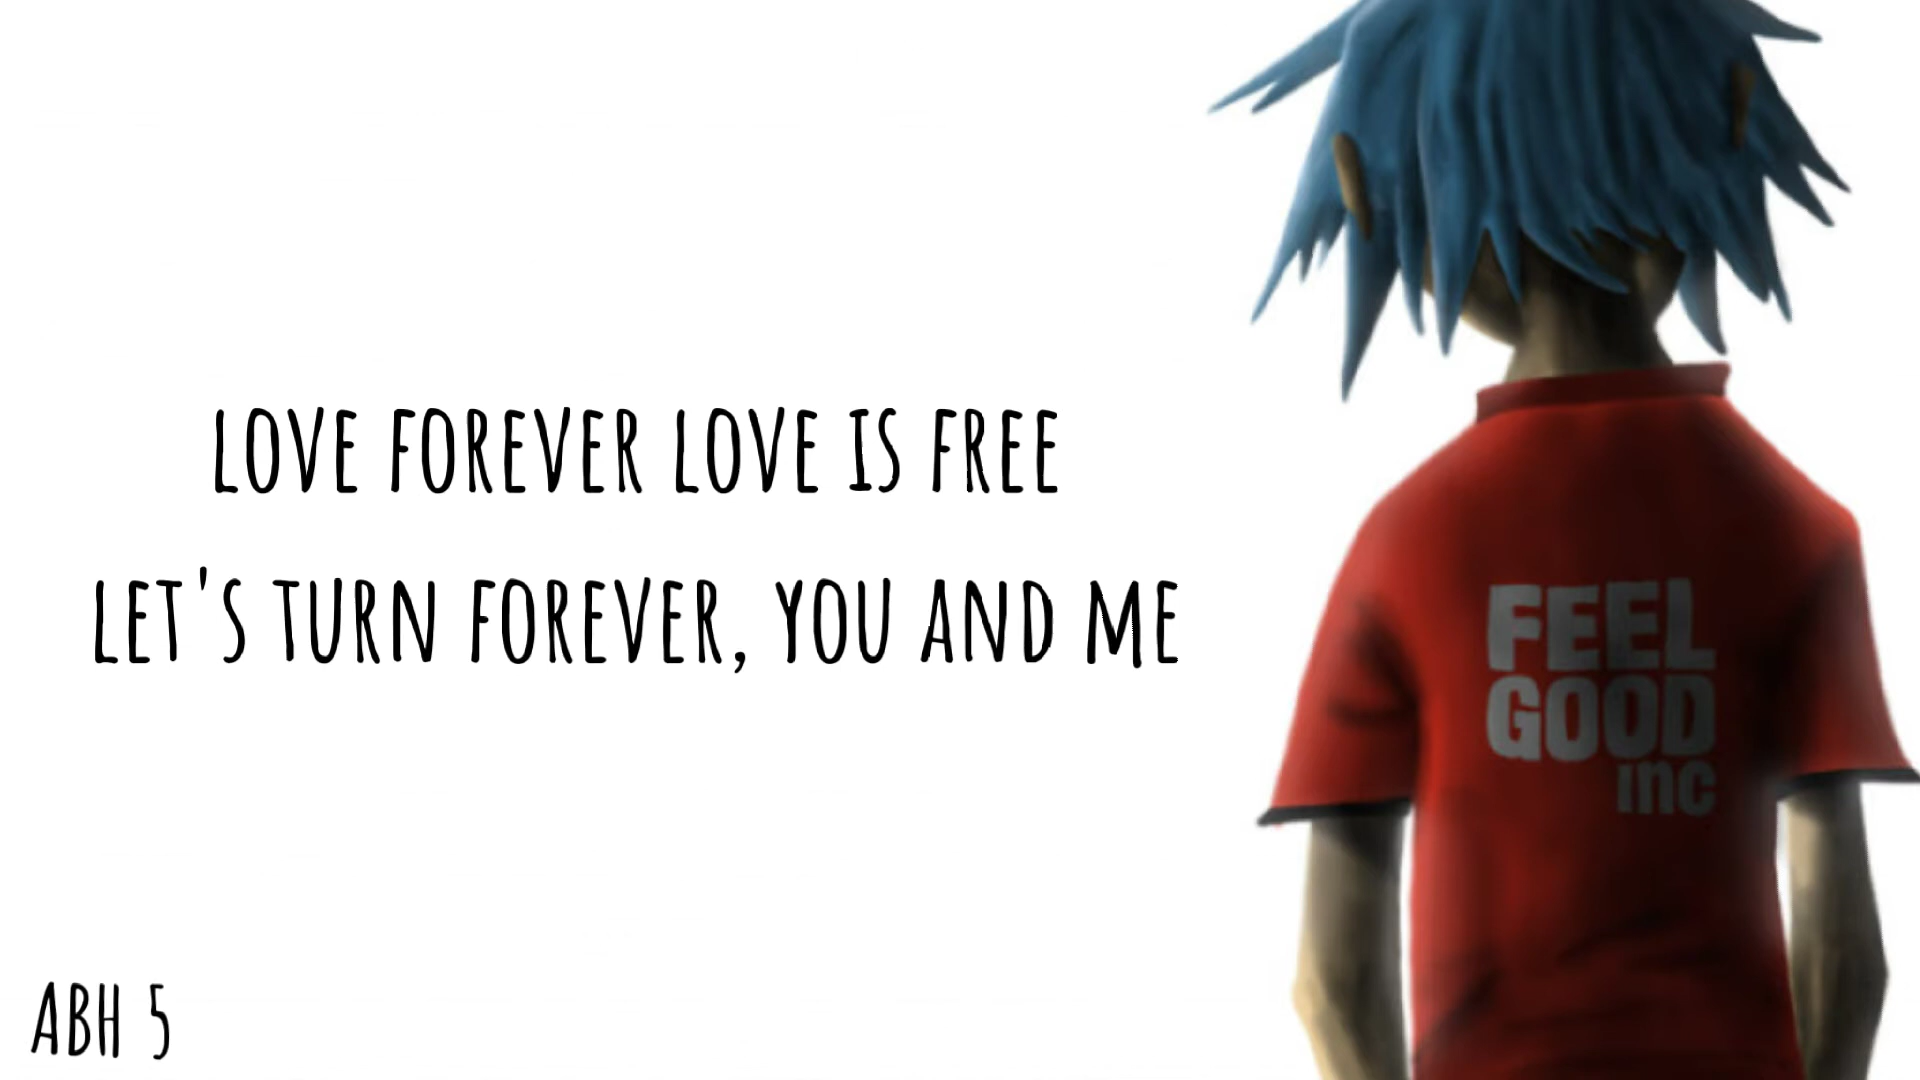 LOVE FOREVER LOVE IS FREE
LET'S TURN FOREVER, YOU AND ME
FEEL
GOOD
inc
ABH 5